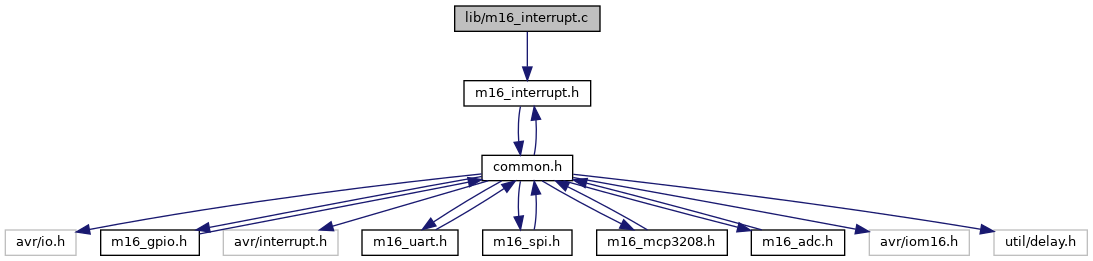 lib/m16_interrupt.c
m16_interrupt.h
common.h
avr/io.h
m16_gpio.h
avr/interrupt.h
m16_uart.h
m16_spi.h
m16_mcp3208.h
m16_adc.h
avr/iom16.h
util/delay.h